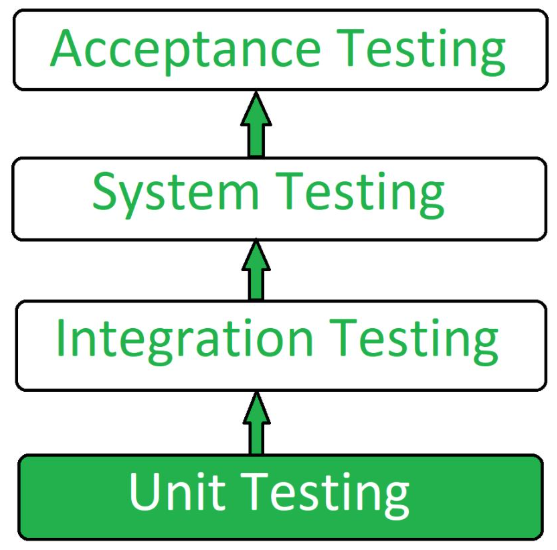 Acceptance Testing
System Testing
Integration Testing
Unit Testing